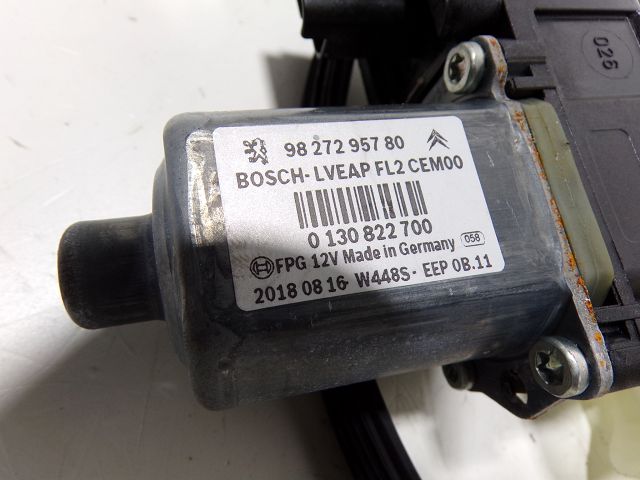 98 272 957 80
BOSCH-LVEAP FL2 CEM00
0 130 822 700
FPG 12V Made in Germany 058
2018 08 16 W448S- EEP 0B.11
026